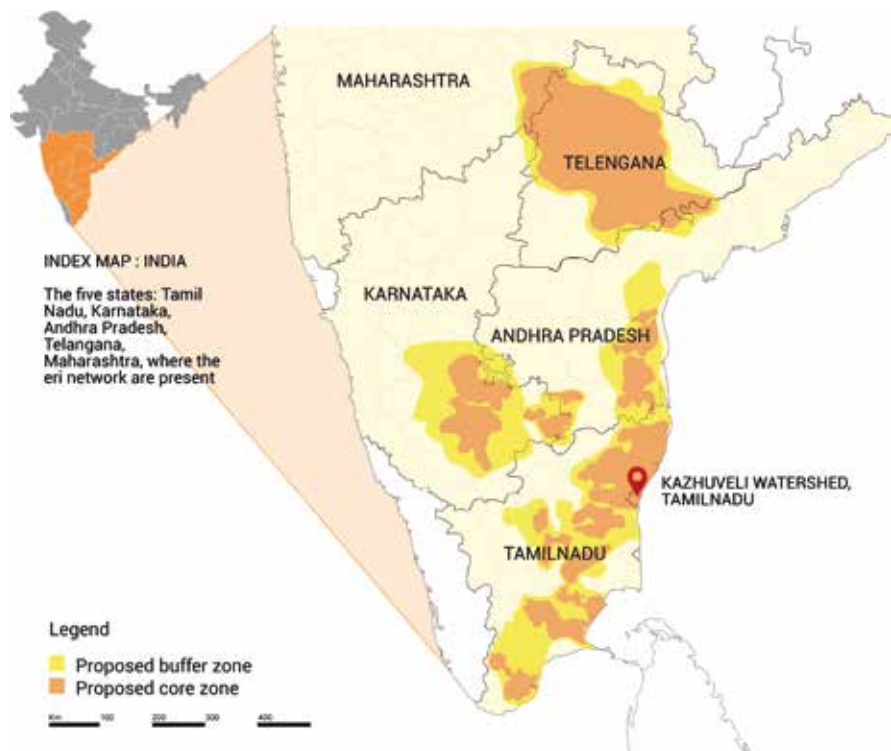 MAHARASHTRA
TELENGANA
INDEX MAP : INDIA
The five states: Tamil
Nadu, Karnataka,
Andhra Pradesh,
Telangana,
Maharashtra, where the
eri network are present
KARNATAKA
ANDHRA PRADESH
KAZHUVELI WATERSHED,
TAMILNADU
TAMILNADU
Legend
Proposed buffer zone
Proposed core zone
Km 100 200 300 400